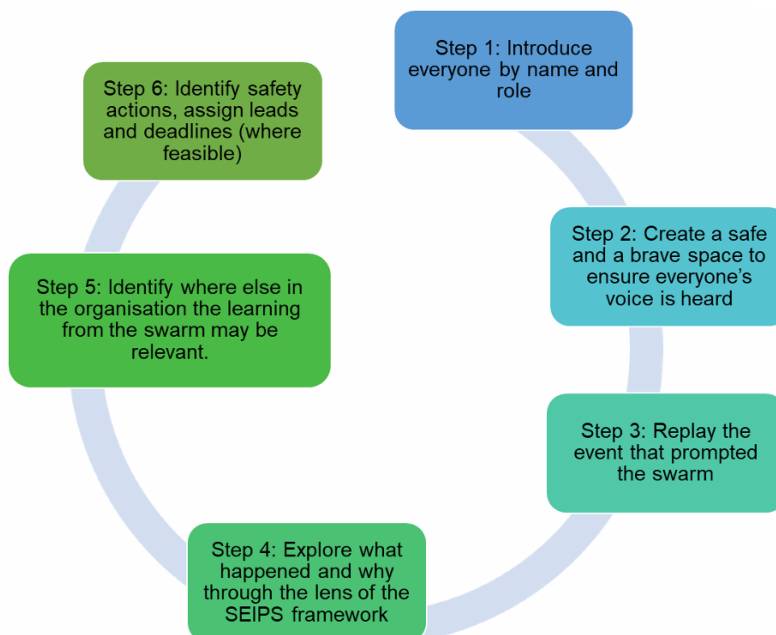 Step 1: Introduce
everyone by name and
role
Step 2: Create a safe
and a brave space to
ensure everyone’s
voice is heard
Step 3: Replay the
event that prompted
the swarm
Step 4: Explore what
happened and why
through the lens of the
SEIPS framework
Step 5: Identify where else in
the organisation the learning
from the swarm may be
relevant.
Step 6: Identify safety
actions, assign leads
and deadlines (where
feasible)